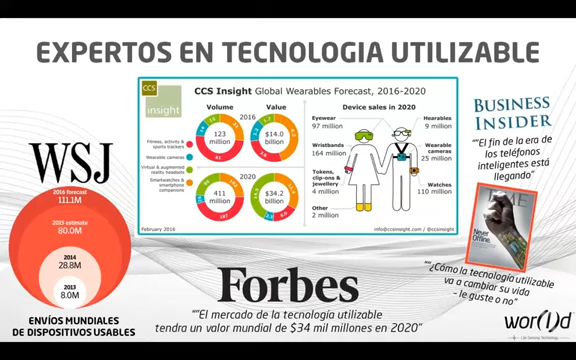 EXPERTOS EN TECNOLOGIA UTILIZABLE
WSJ
2016 forecast
111.1M
2015 estimate
80.0M
2014
28.8M
2013
8.0M
ENVÍOS MUNDIALES
DE DISPOSITIVOS USABLES
CCS
insight
CCS Insight Global Wearables Forecast, 2016-2020
Volume
Value
2016
123
million
$14.0
billion
Fitness, activity &
sports trackers
Wearable cameras
Virtual & augmented
reality headsets
Smartwatches &
smartphone
companions
2020
411
million
$34.2
billion
February 2016
Device sales in 2020
Eyewear
97 million
Wristbands
164 million
Tokens,
clip-ons &
jewellery
4 million
Other
2 million
Hearables
9 million
Wearable
cameras
25 million
Watches
110 million
info@ccsinsight.com / @ccsinsight
Forbes
""El mercado de la tecnología utilizable
tendra un valor mundial de $34 mil millones en 2020”
BUSINESS
INSIDER
""El fin de la era de
los teléfonos
inteligentes está
llegando”
TIME
Never
Offline.
""¿Cómo la tecnología utilizable
va a cambiar su vida
- le guste o no”
wor(l)d
Life Sensing Technology